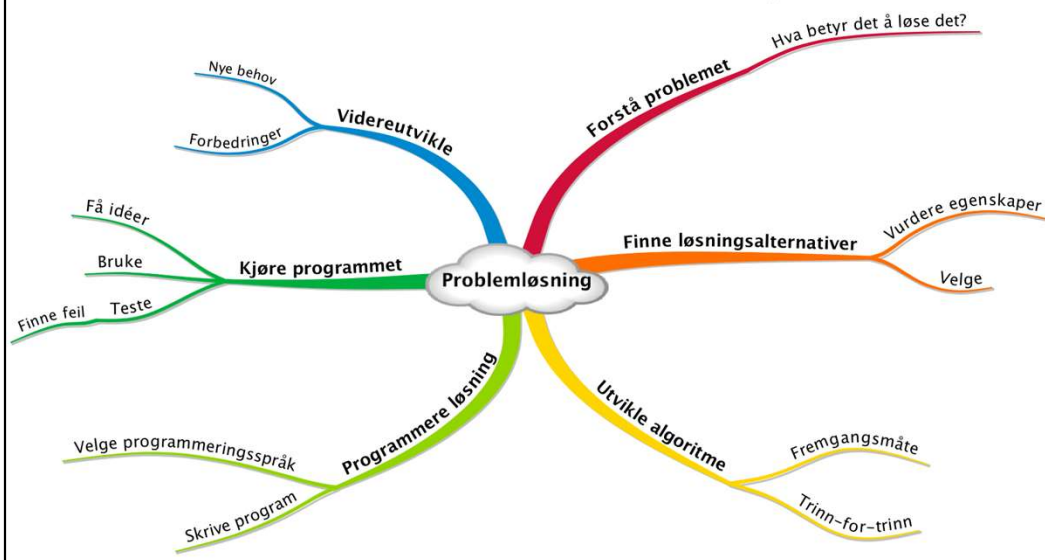 Problemløsning
Forstå problemet
Hva betyr det å løse det?
Finne løsningsalternativer
Vurdere egenskaper
Velge
Utvikle algoritme
Fremgangsmåte
Trinn-for-trinn
Programmere løsning
Velge programmeringsspråk
Skrive program
Kjøre programmet
Få idéer
Bruke
Teste
Finne feil
Videreutvikle
Nye behov
Forbedringer